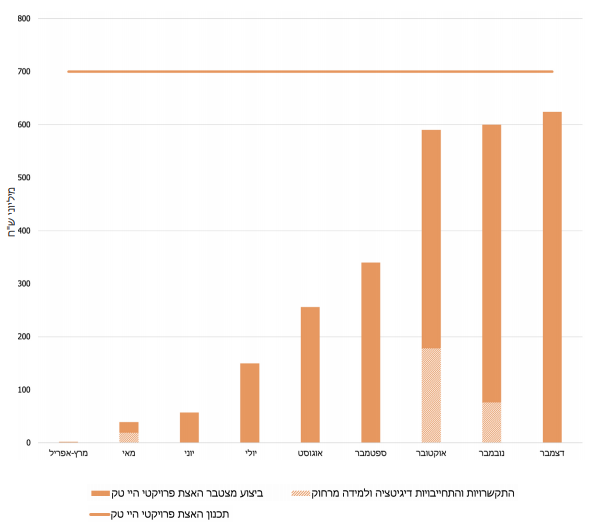 800
700
600
500
400
300
200
100
0
מיליוני ש"ח
מרץ-אפריל
מאי
יוני
יולי
אוגוסט
ספטמבר
אוקטובר
נובמבר
דצמבר
ביצוע מצטבר האצת פרויקטי היי טק
התקשרויות והתחייבויות דיגיטציה ולמידה מרחוק
תכנון האצת פרויקטי היי טק